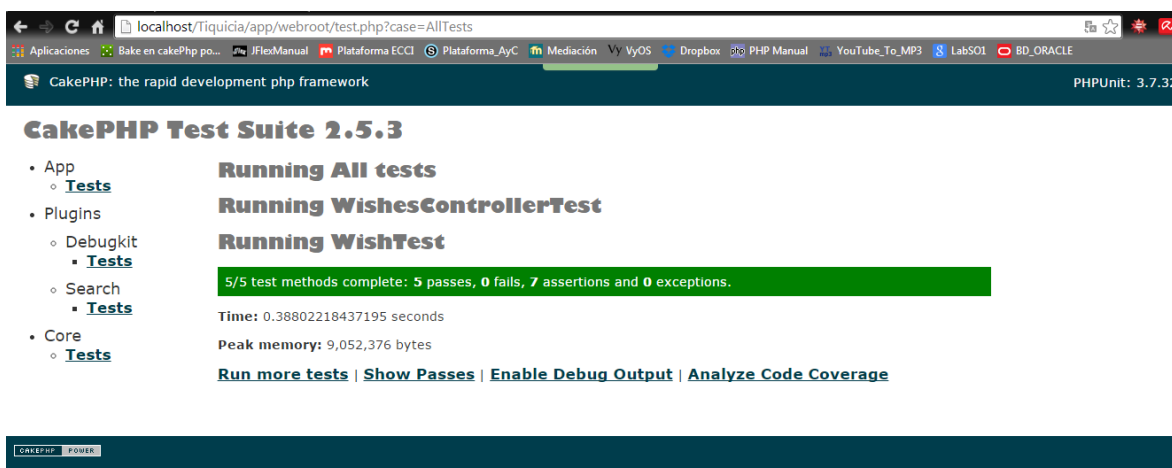 localhost/Tiquicia/app/webroot/test.php?case=AllTests
Aplicaciones Bake en cakePhp po... JFlexManual Plataforma ECCI Plataforma_AyC Mediación VyOS Dropbox PHP Manual YouTube_To_MP3 LabSO1 BD_ORACLE
CakePHP: the rapid development php framework PHPUnit: 3.7.32
CakePHP Test Suite 2.5.3
App
Tests
Plugins
Debugkit
Tests
Search
Tests
Core
Tests
Running All tests
Running WishesControllerTest
Running WishTest
5/5 test methods complete: 5 passes, 0 fails, 7 assertions and 0 exceptions.
Time: 0.38802218437195 seconds
Peak memory: 9,052,376 bytes
Run more tests | Show Passes | Enable Debug Output | Analyze Code Coverage
CAKEPHP POWER